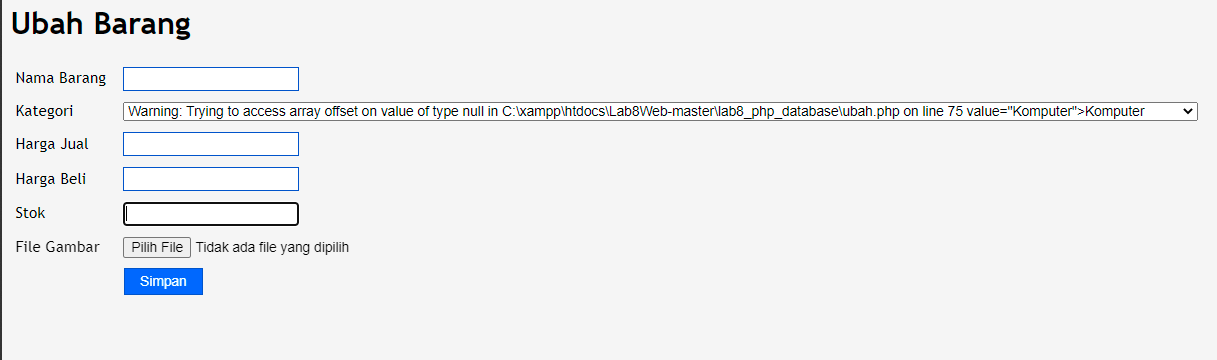 Ubah Barang
Nama Barang
Kategori Warning: Trying to access array offset on value of type null in C:\xampp\htdocs\Lab8Web-master\lab8_php_database\ubah.php on line 75 value="Komputer">Komputer
Harga Jual
Harga Beli
Stok
File Gambar Pilih File Tidak ada file yang dipilih
Simpan